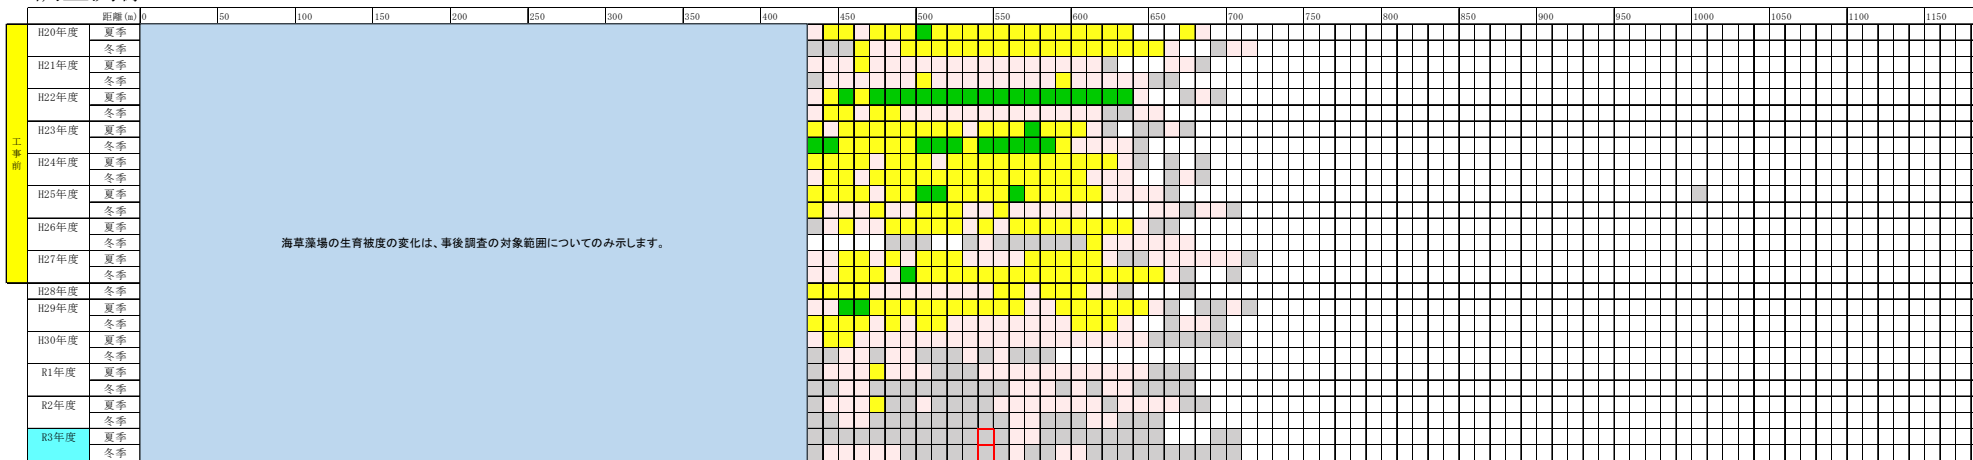 距離(m) 0 50 100 150 200 250 300 350 400 450 500 550 600 650 700 750 800 850 900 950 1000 1050 1100 1150
工事前
H20年度 夏季
冬季
H21年度 夏季
冬季
H22年度 夏季
冬季
H23年度 夏季
冬季
H24年度 夏季
冬季
H25年度 夏季
冬季
H26年度 夏季
冬季
海草藻場の生育被度の変化は、事後調査の対象範囲についてのみ示します。
H27年度 夏季
冬季
H28年度 冬季
H29年度 夏季
冬季
H30年度 夏季
冬季
R1年度 夏季
冬季
R2年度 夏季
冬季
R3年度 夏季
冬季